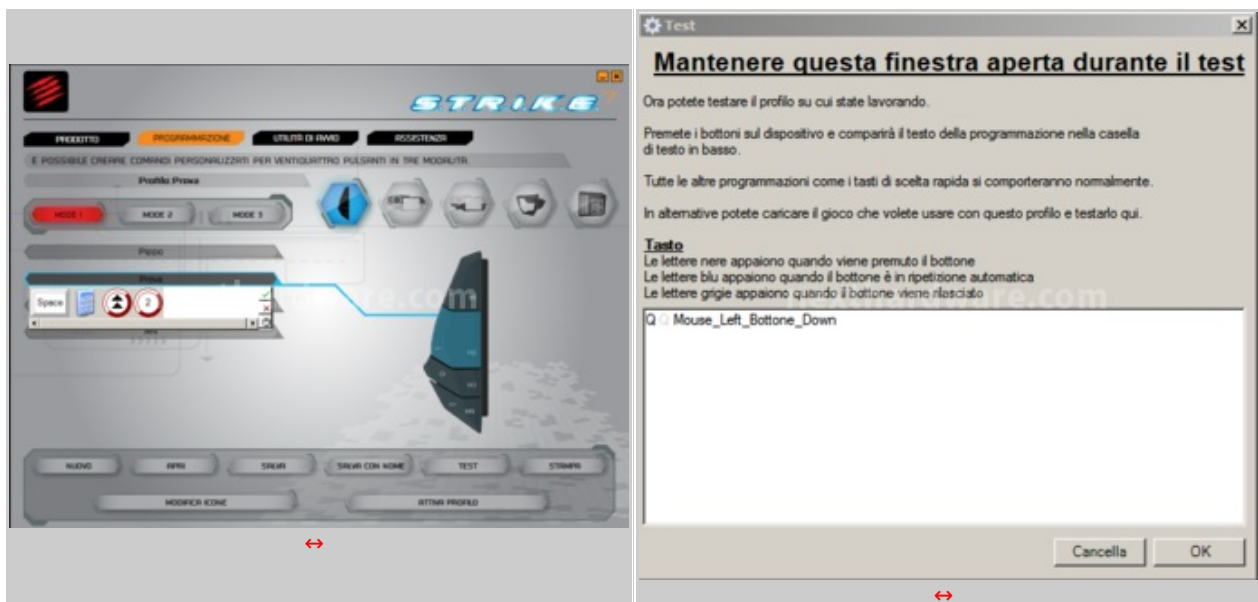 S.T.R.I.K.E. 7
PRODOTTO PROGRAMMAZIONE UTILITÀ DI AVVIO ASSISTENZA
È POSSIBILE CREARE COMANDI PERSONALIZZATI PER VENTIQUATTRO PULSANTI IN TRE MODALITÀ.
Profilo: Prova
MODE 1 MODE 2 MODE 3
Pippo
Prova
Space 2
NUOVO APRI SALVA SALVA CON NOME TEST STAMPA
MODIFICA ICONE ATTIVA PROFILO
Test
Mantenere questa finestra aperta durante il test
Ora potete testare il profilo su cui state lavorando.
Premete i bottoni sul dispositivo e comparirà il testo della programmazione nella casella
di testo in basso.
Tutte le altre programmazioni come i tasti di scelta rapida si comporteranno normalmente.
In alternative potete caricare il gioco che volete usare con questo profilo e testarlo qui.
Tasto
Le lettere nere appaiono quando viene premuto il bottone
Le lettere blu appaiono quando il bottone è in ripetizione automatica
Le lettere grigie appaiono quando il bottone viene rilasciato
Q Q Mouse_Left_Bottone_Down
Cancella OK